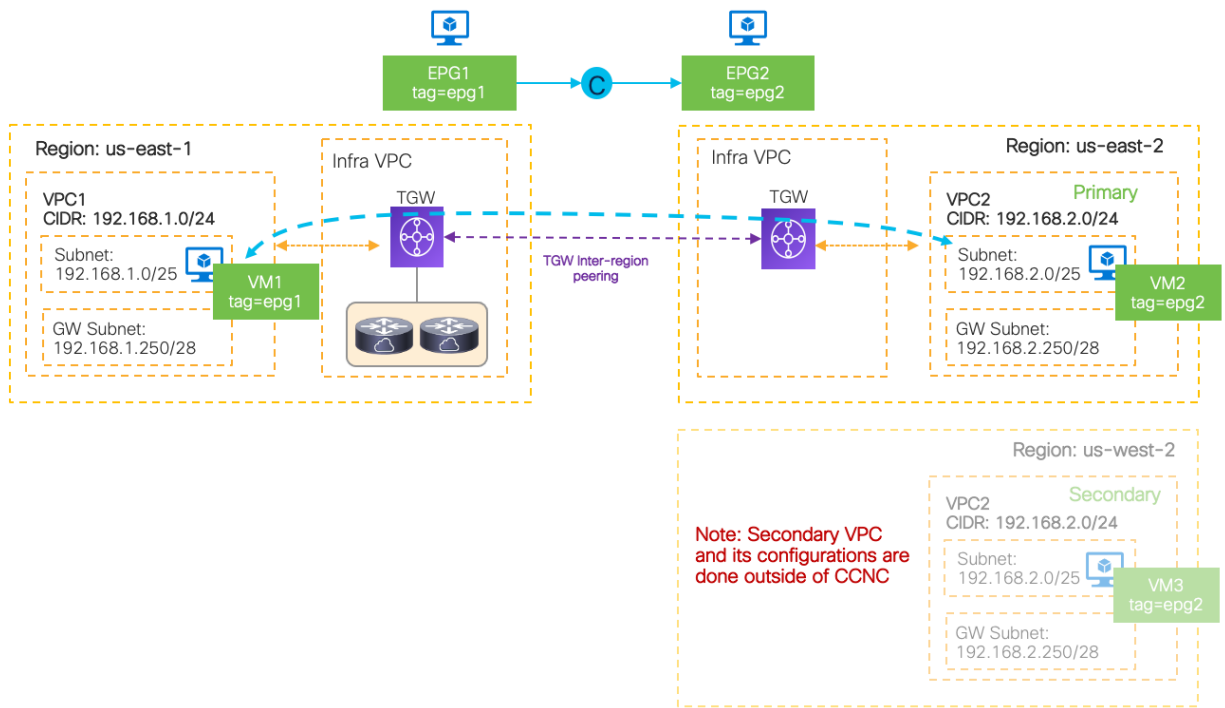 EPG1
tag=epg1
C
EPG2
tag=epg2
Region: us-east-1
Infra VPC
VPC1
CIDR: 192.168.1.0/24
Subnet:
192.168.1.0/25
VM1
tag=epg1
GW Subnet:
192.168.1.250/28
TGW
TGW Inter-region
peering
Region: us-east-2
Infra VPC
TGW
Primary
VPC2
CIDR: 192.168.2.0/24
Subnet:
192.168.2.0/25
VM2
tag=epg2
GW Subnet:
192.168.2.250/28
Region: us-west-2
Note: Secondary VPC
and its configurations are
done outside of CCNC
Secondary
VPC2
CIDR: 192.168.2.0/24
Subnet:
192.168.2.0/25
VM3
tag=epg2
GW Subnet:
192.168.2.250/28